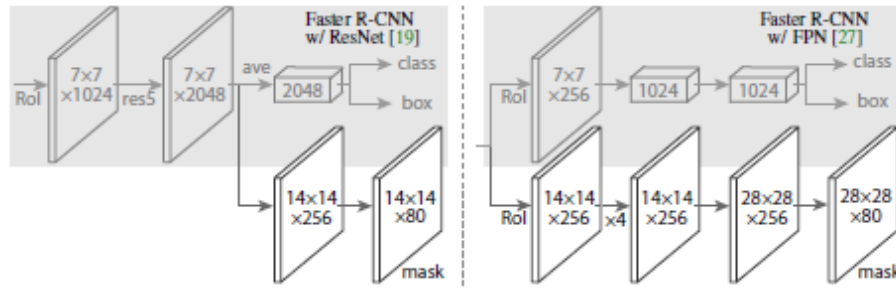 Faster R-CNN
w/ ResNet [19]
RoI
7×7
×1024
res5
7×7
×2048
ave
2048
class
box
14×14
×256
14×14
×80
mask
Faster R-CNN
w/ FPN [27]
RoI
7×7
×256
1024
1024
class
box
RoI
14×14
×256
×4
14×14
×256
28×28
×256
28×28
×80
mask